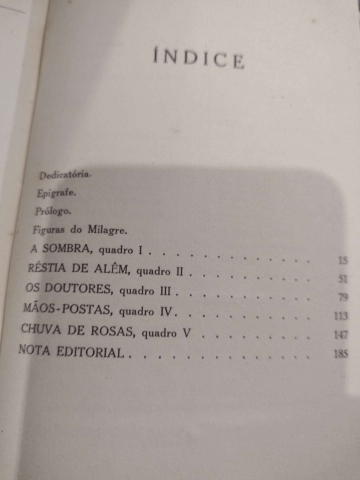 ÍNDICE
Dedicatória.
Epígrafe.
Prólogo.
Figuras do Milagre.
A SOMBRA, quadro I . . . . . . . . . . . . 15
RÉSTIA DE ALÉM, quadro II . . . . . . . . . 51
OS DOUTORES, quadro III . . . . . . . . . . 79
MÃOS-POSTAS, quadro IV . . . . . . . . . . 113
CHUVA DE ROSAS, quadro V . . . . . . . . 147
NOTA EDITORIAL . . . . . . . . . . . . . 185